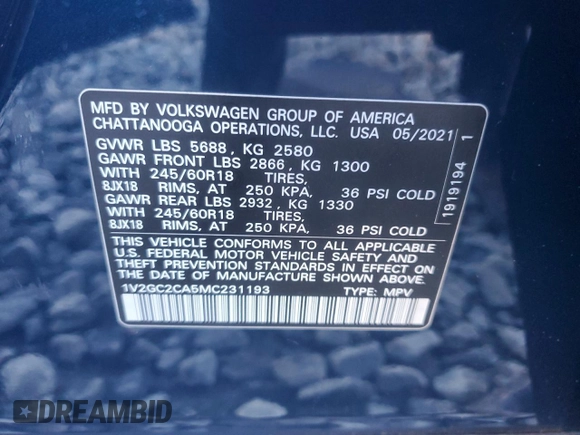 MFD BY VOLKSWAGEN GROUP OF AMERICA
CHATTANOOGA OPERATIONS, LLC. USA 05/2021
GVWR LBS 5688, KG 2580
GAWR FRONT LBS 2866, KG 1300
WITH 245/60R18 TIRES,
8JX18 RIMS, AT 250 KPA, 36 PSI COLD
GAWR REAR LBS 2932, KG 1330
WITH 245/60R18 TIRES,
8JX18 RIMS, AT 250 KPA, 36 PSI COLD
THIS VEHICLE CONFORMS TO ALL APPLICABLE
U.S. FEDERAL MOTOR VEHICLE SAFETY AND
THEFT PREVENTION STANDARDS IN EFFECT ON THE
DATE OF MANUFACTURE SHOWN ABOVE.
1V2GC2CA5MC231193 TYPE: MPV
1919194 1
DREAMBID